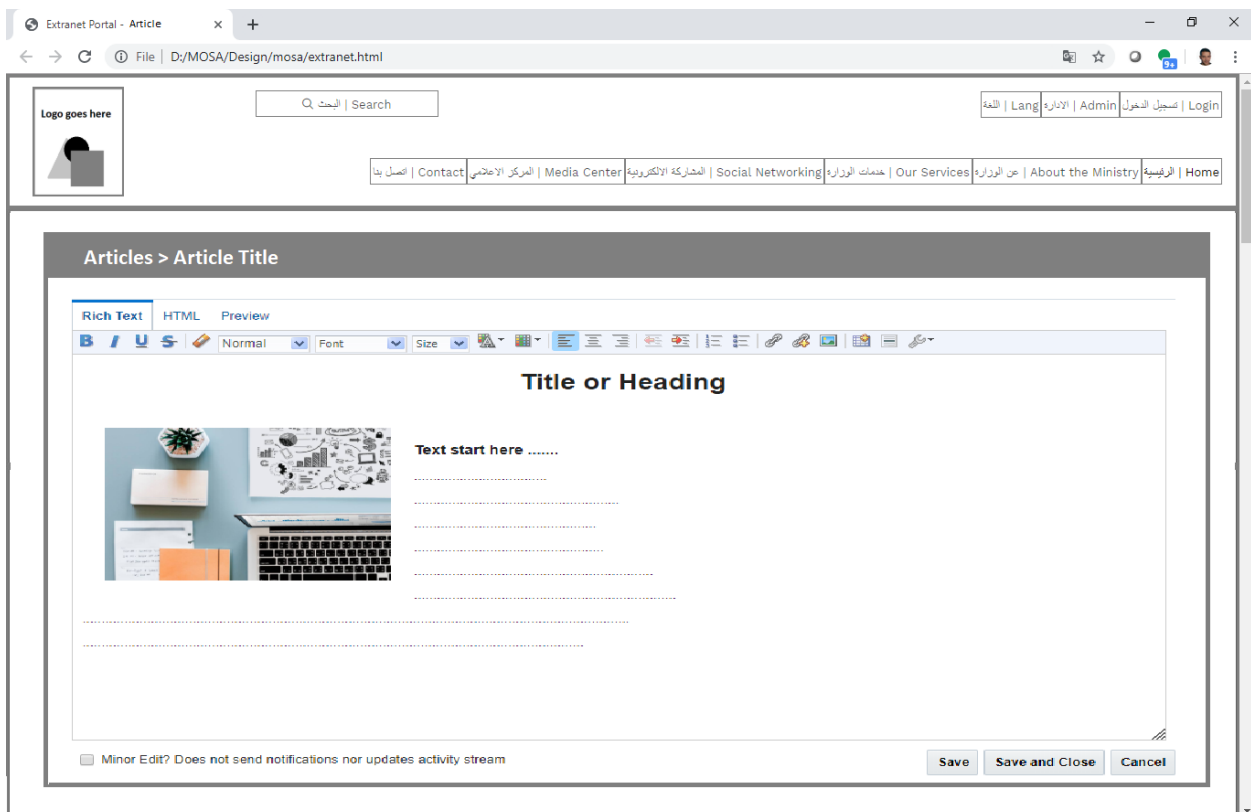 Extranet Portal - Article
File | D:/MOSA/Design/mosa/extranet.html
9+
Logo goes here
البحث | Search
اللغة | Lang
الادارة | Admin
تسجيل الدخول | Login
اتصل بنا | Contact
المركز الاعلامي | Media Center
المشاركة الالكترونية | Social Networking
خدمات الوزارة | Our Services
عن الوزارة | About the Ministry
الرئيسية | Home
Articles > Article Title
Rich Text HTML Preview
B I U S Normal Font Size
Title or Heading
Text start here .......
Minor Edit? Does not send notifications nor updates activity stream
Save Save and Close Cancel